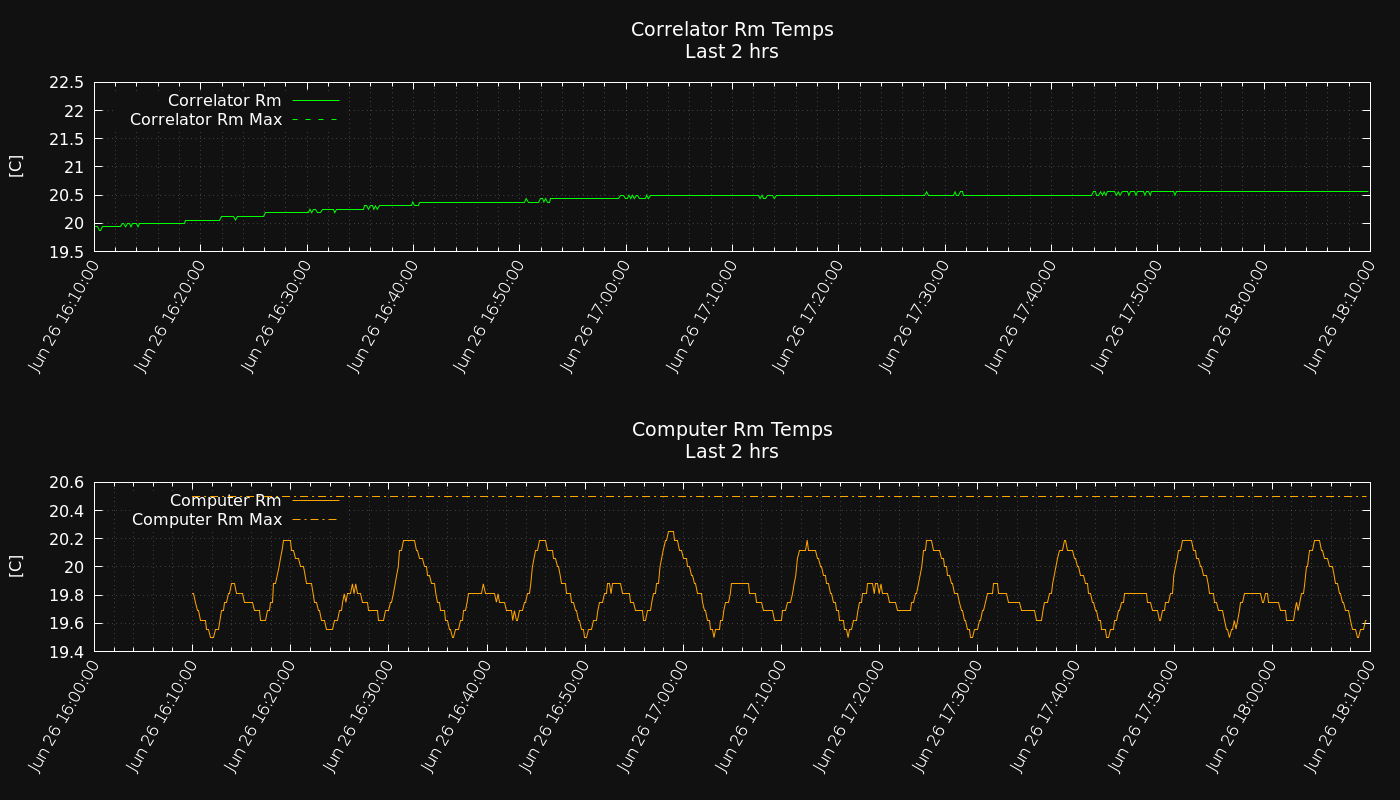 Correlator Rm Temps
Last 2 hrs
22.5
22
21.5
21
20.5
20
19.5
[C]
Correlator Rm
Correlator Rm Max
Jun 26 16:10:00
Jun 26 16:20:00
Jun 26 16:30:00
Jun 26 16:40:00
Jun 26 16:50:00
Jun 26 17:00:00
Jun 26 17:10:00
Jun 26 17:20:00
Jun 26 17:30:00
Jun 26 17:40:00
Jun 26 17:50:00
Jun 26 18:00:00
Jun 26 18:10:00
Computer Rm Temps
Last 2 hrs
20.6
20.4
20.2
20
19.8
19.6
19.4
[C]
Computer Rm
Computer Rm Max
Jun 26 16:00:00
Jun 26 16:10:00
Jun 26 16:20:00
Jun 26 16:30:00
Jun 26 16:40:00
Jun 26 16:50:00
Jun 26 17:00:00
Jun 26 17:10:00
Jun 26 17:20:00
Jun 26 17:30:00
Jun 26 17:40:00
Jun 26 17:50:00
Jun 26 18:00:00
Jun 26 18:10:00